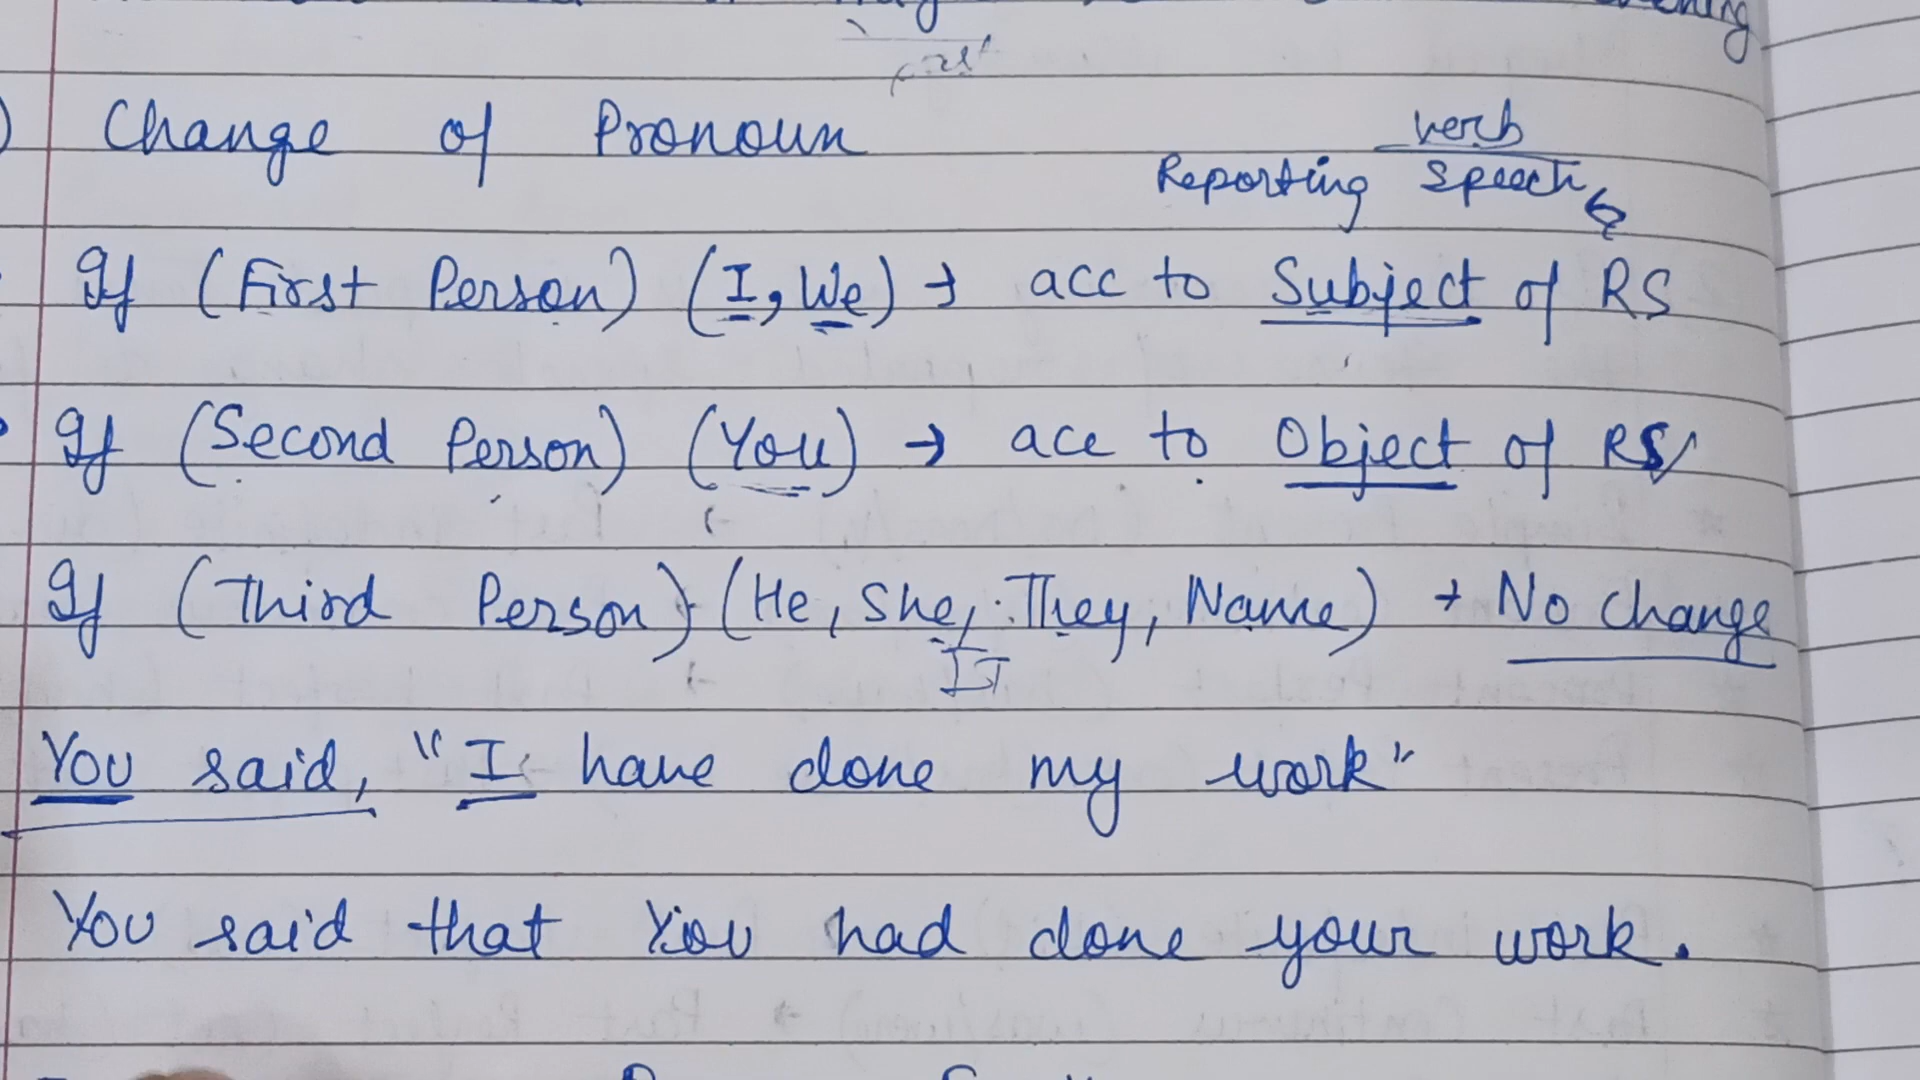 Change of Pronoun
verb
Reporting Speech
If (First Person) (I, We) → acc to Subject of RS
If (Second Person) (You) → acc to Object of RS
If (Third Person) (He, She, They, Name) → No change
IT
You said, "I have done my work"
You said that You had done your work.